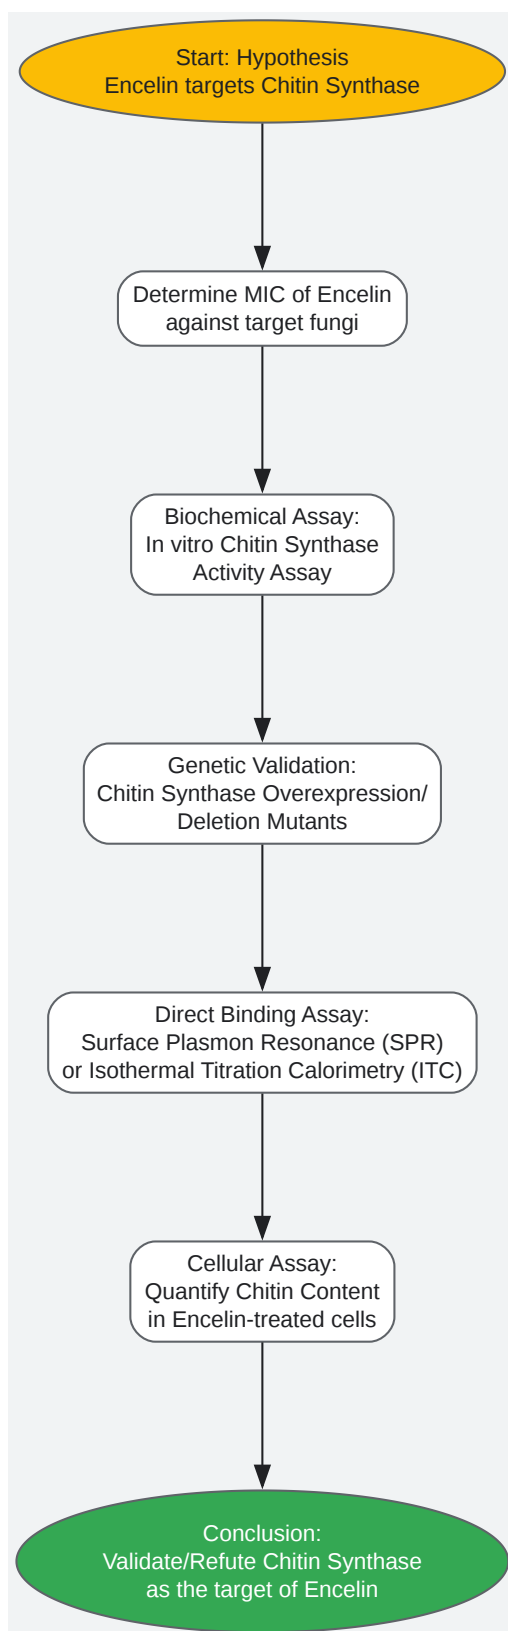 Start: Hypothesis
Encelin targets Chitin Synthase
Determine MIC of Encelin
against target fungi
Biochemical Assay:
In vitro Chitin Synthase
Activity Assay
Genetic Validation:
Chitin Synthase Overexpression/
Deletion Mutants
Direct Binding Assay:
Surface Plasmon Resonance (SPR)
or Isothermal Titration Calorimetry (ITC)
Cellular Assay:
Quantify Chitin Content
in Encelin-treated cells
Conclusion:
Validate/Refute Chitin Synthase
as the target of Encelin